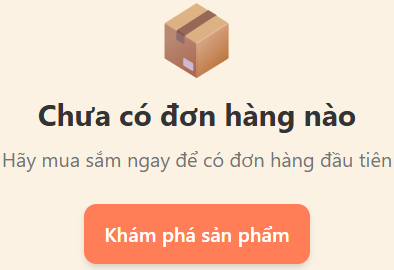 Chưa có đơn hàng nào
Hãy mua sắm ngay để có đơn hàng đầu tiên
Khám phá sản phẩm